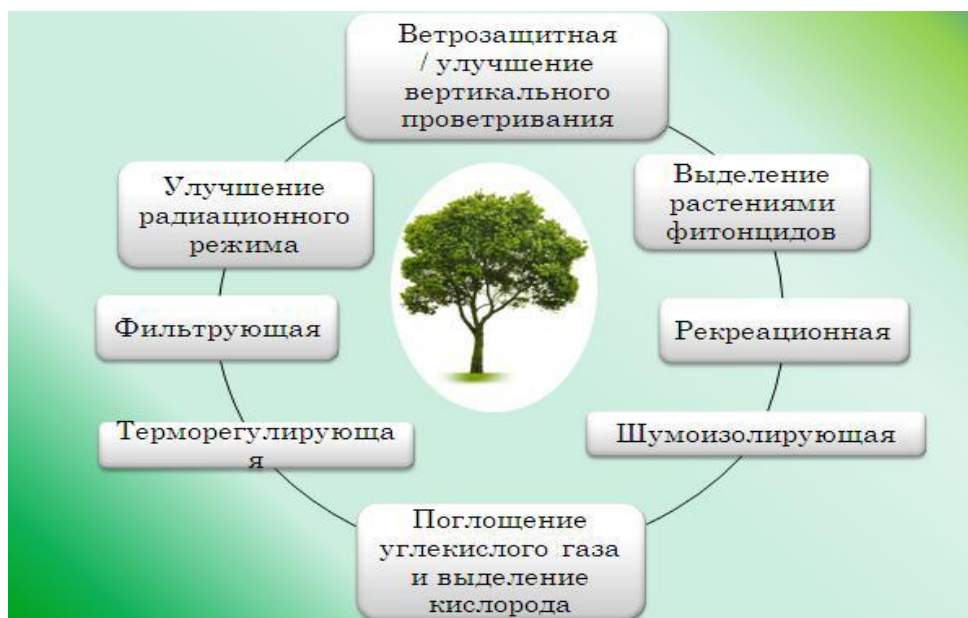 Ветрозащитная
/ улучшение
вертикального
проветривания
Выделение
растениями
фитонцидов
Рекреационная
Шумоизолирующая
Поглощение
углекислого газа
и выделение
кислорода
Терморегулирующа
я
Фильтрующая
Улучшение
радиационного
режима